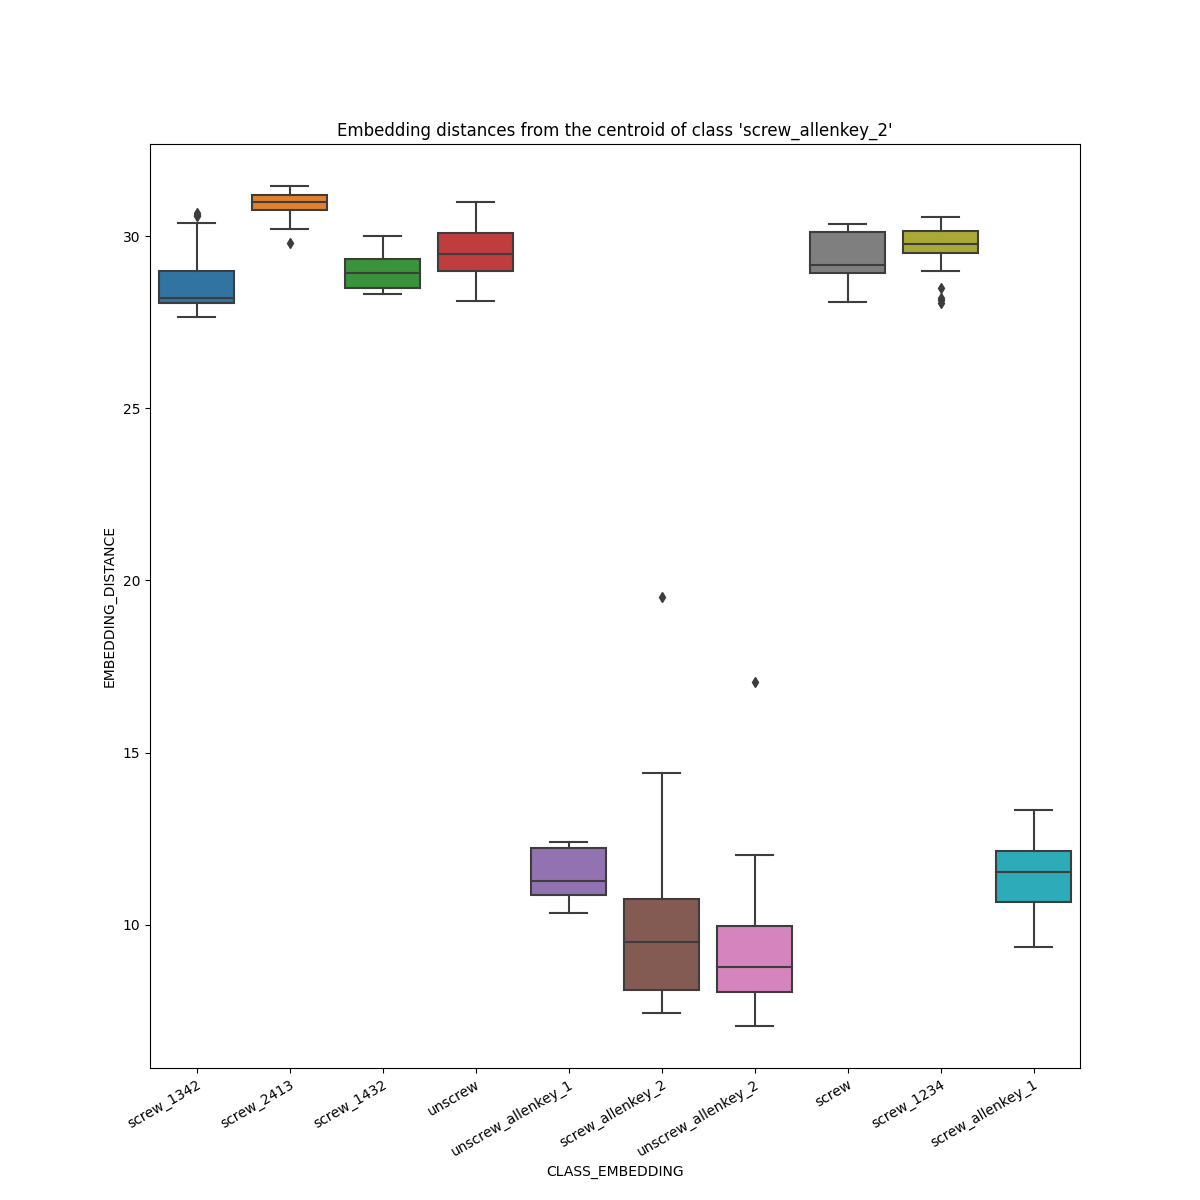 Embedding distances from the centroid of class 'screw_allenkey_2'
EMBEDDING_DISTANCE
30
25
20
15
10
screw_1342
screw_2413
screw_1432
unscrew
unscrew_allenkey_1
screw_allenkey_2
unscrew_allenkey_2
screw
screw_1234
screw_allenkey_1
CLASS_EMBEDDING